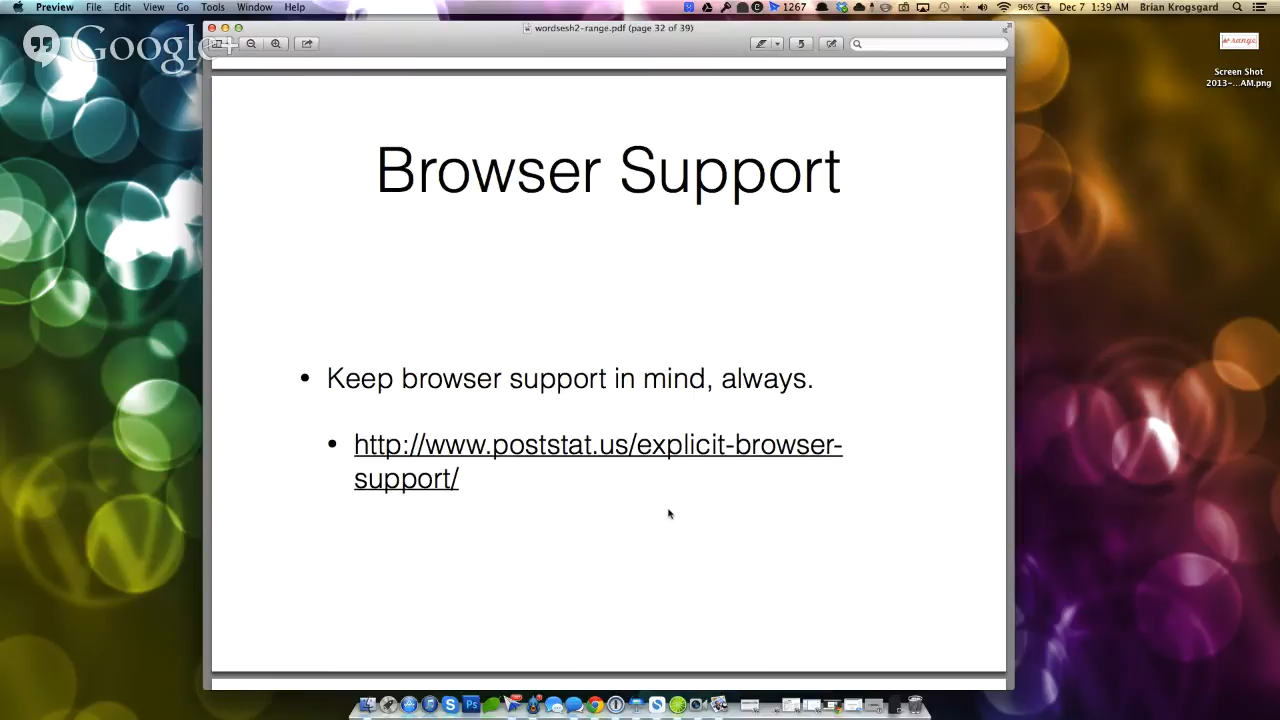 Preview File Edit View Go Tools Window Help 1267 96% Dec 7 1:39 AM Brian Krogsgard
wordsesh2-range.pdf (page 32 of 39)
Google+
range
Screen Shot
2013-...AM.png
Browser Support
• Keep browser support in mind, always.
• http://www.poststat.us/explicit-browser-
support/